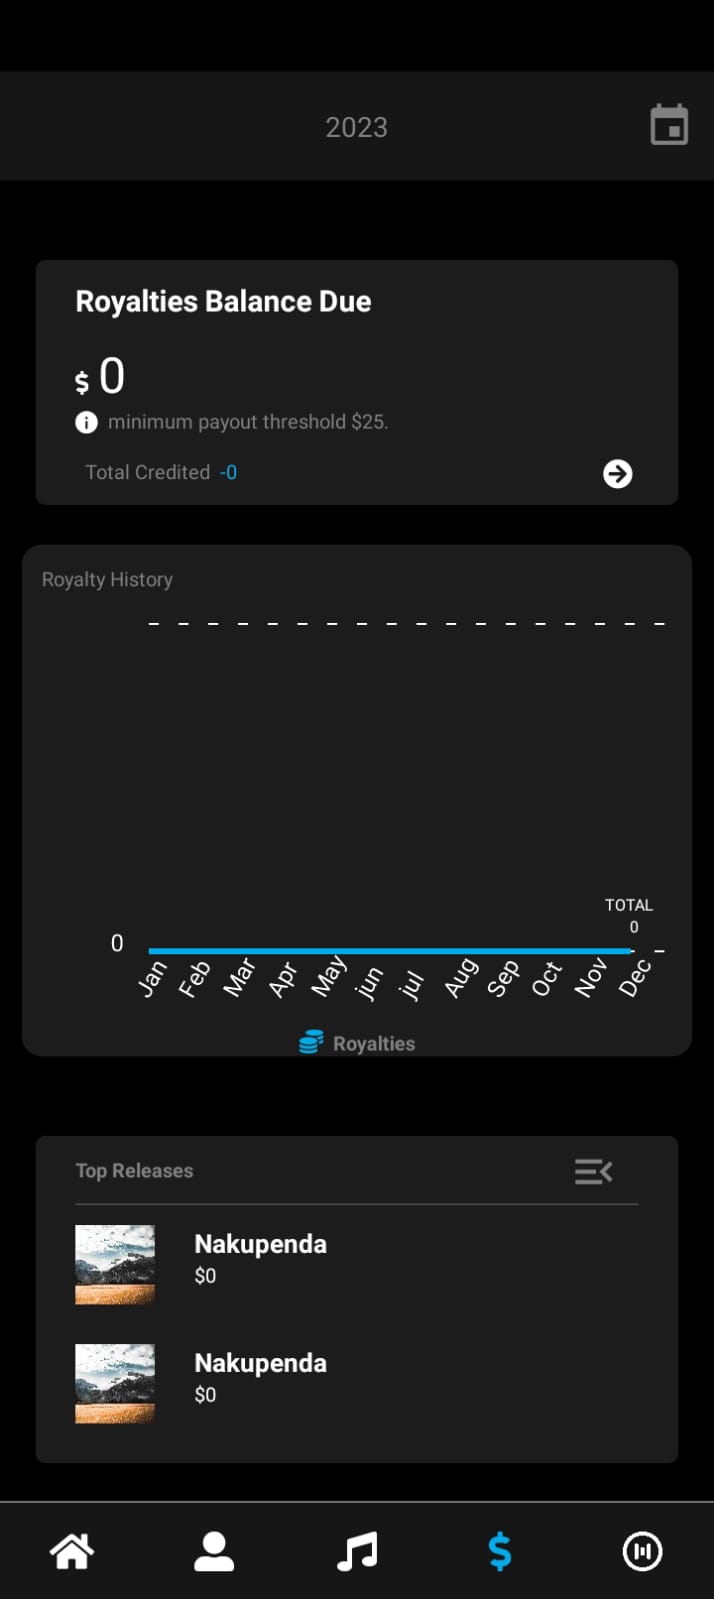 2023
Royalties Balance Due
$ 0
minimum payout threshold $25.
Total Credited -0
Royalty History
TOTAL
0
0
Jan Feb Mar Apr May jun jul Aug Sep Oct Nov Dec
Royalties
Top Releases
Nakupenda
$0
Nakupenda
$0